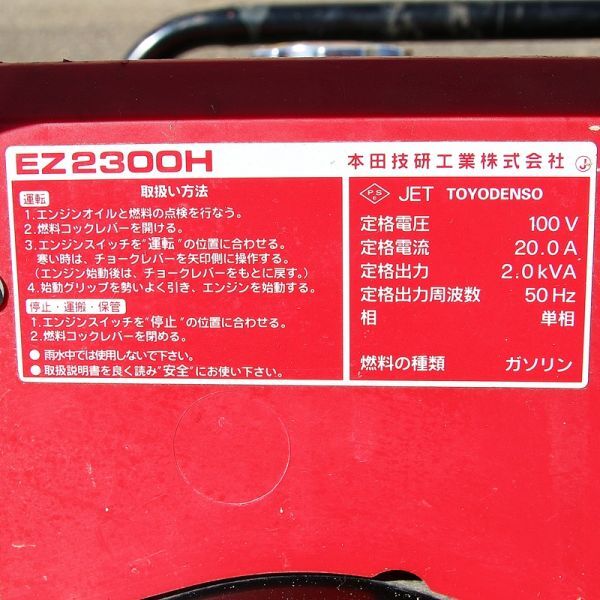 EZ2300H 本田技研工業株式会社 J
取扱い方法
運転
1.エンジンオイルと燃料の点検を行なう。
2.燃料コックレバーを開ける。
3.エンジンスイッチを"運転"の位置に合わせる。
寒い時は、チョークレバーを矢印側に操作する。
(エンジン始動後は、チョークレバーをもとに戻す。)
4.始動グリップを勢いよく引き、エンジンを始動する。
停止・運搬・保管
1.エンジンスイッチを"停止"の位置に合わせる。
2.燃料コックレバーを閉める。
●雨水中では使用しないで下さい。
●取扱説明書を良く読み"安全"にお使い下さい。
PSE JET TOYODENSO
定格電圧 100V
定格電流 20.0A
定格出力 2.0kVA
定格出力周波数 50Hz
相 単相
燃料の種類 ガソリン